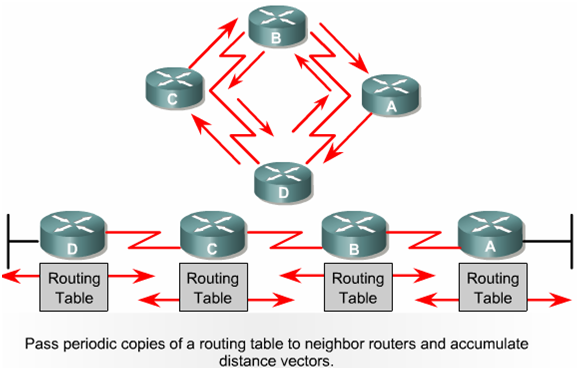 B
C
A
D
D
C
B
A
Routing
Table
Routing
Table
Routing
Table
Routing
Table
Pass periodic copies of a routing table to neighbor routers and accumulate
distance vectors.